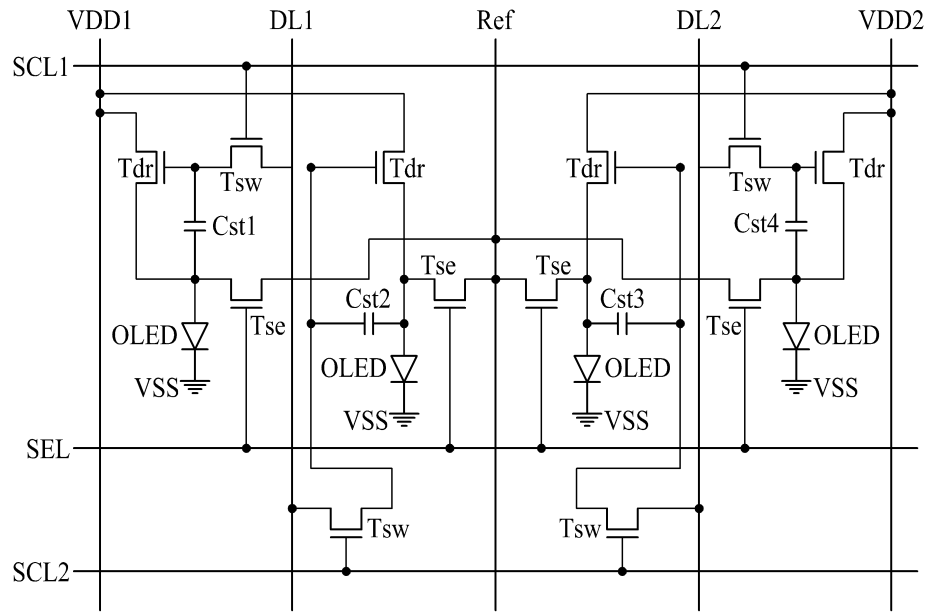 VDD1 DL1 Ref DL2 VDD2
SCL1
Tdr Tsw Tdr Tdr Tsw Tdr
Cst1 Cst4
Tse Tse
Cst2 Cst3
Tse Tse
OLED OLED
OLED OLED
VSS VSS
VSS VSS
SEL
Tsw Tsw
SCL2